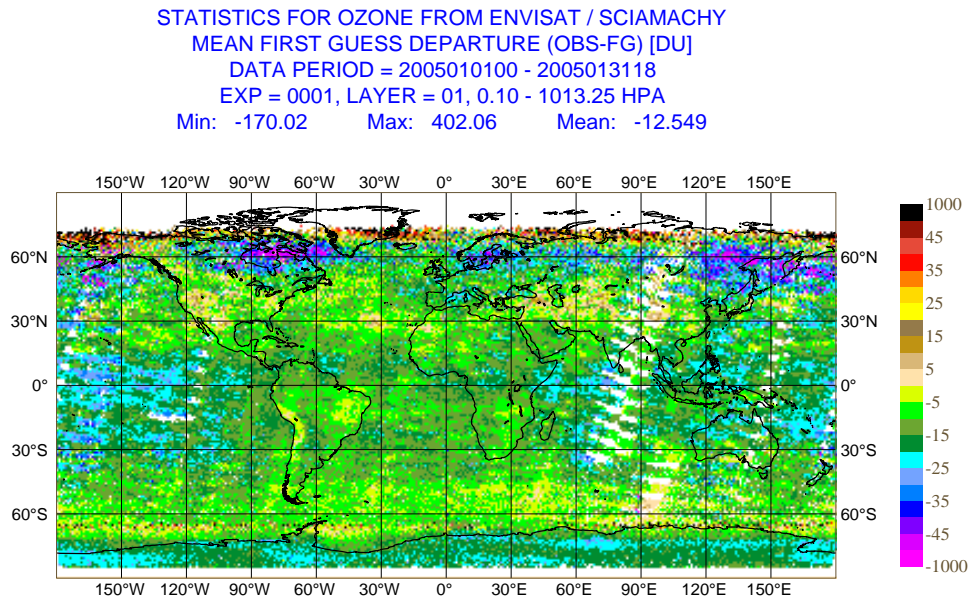 STATISTICS FOR OZONE FROM ENVISAT / SCIAMACHY
MEAN FIRST GUESS DEPARTURE (OBS-FG) [DU]
DATA PERIOD = 2005010100 - 2005013118
EXP = 0001, LAYER = 01, 0.10 - 1013.25 HPA
Min: -170.02 Max: 402.06 Mean: -12.549
150°W 120°W 90°W 60°W 30°W 0° 30°E 60°E 90°E 120°E 150°E
60°N
30°N
0°
30°S
60°S
60°N
30°N
0°
30°S
60°S
150°W 120°W 90°W 60°W 30°W 0° 30°E 60°E 90°E 120°E 150°E
1000
45
35
25
15
5
-5
-15
-25
-35
-45
-1000